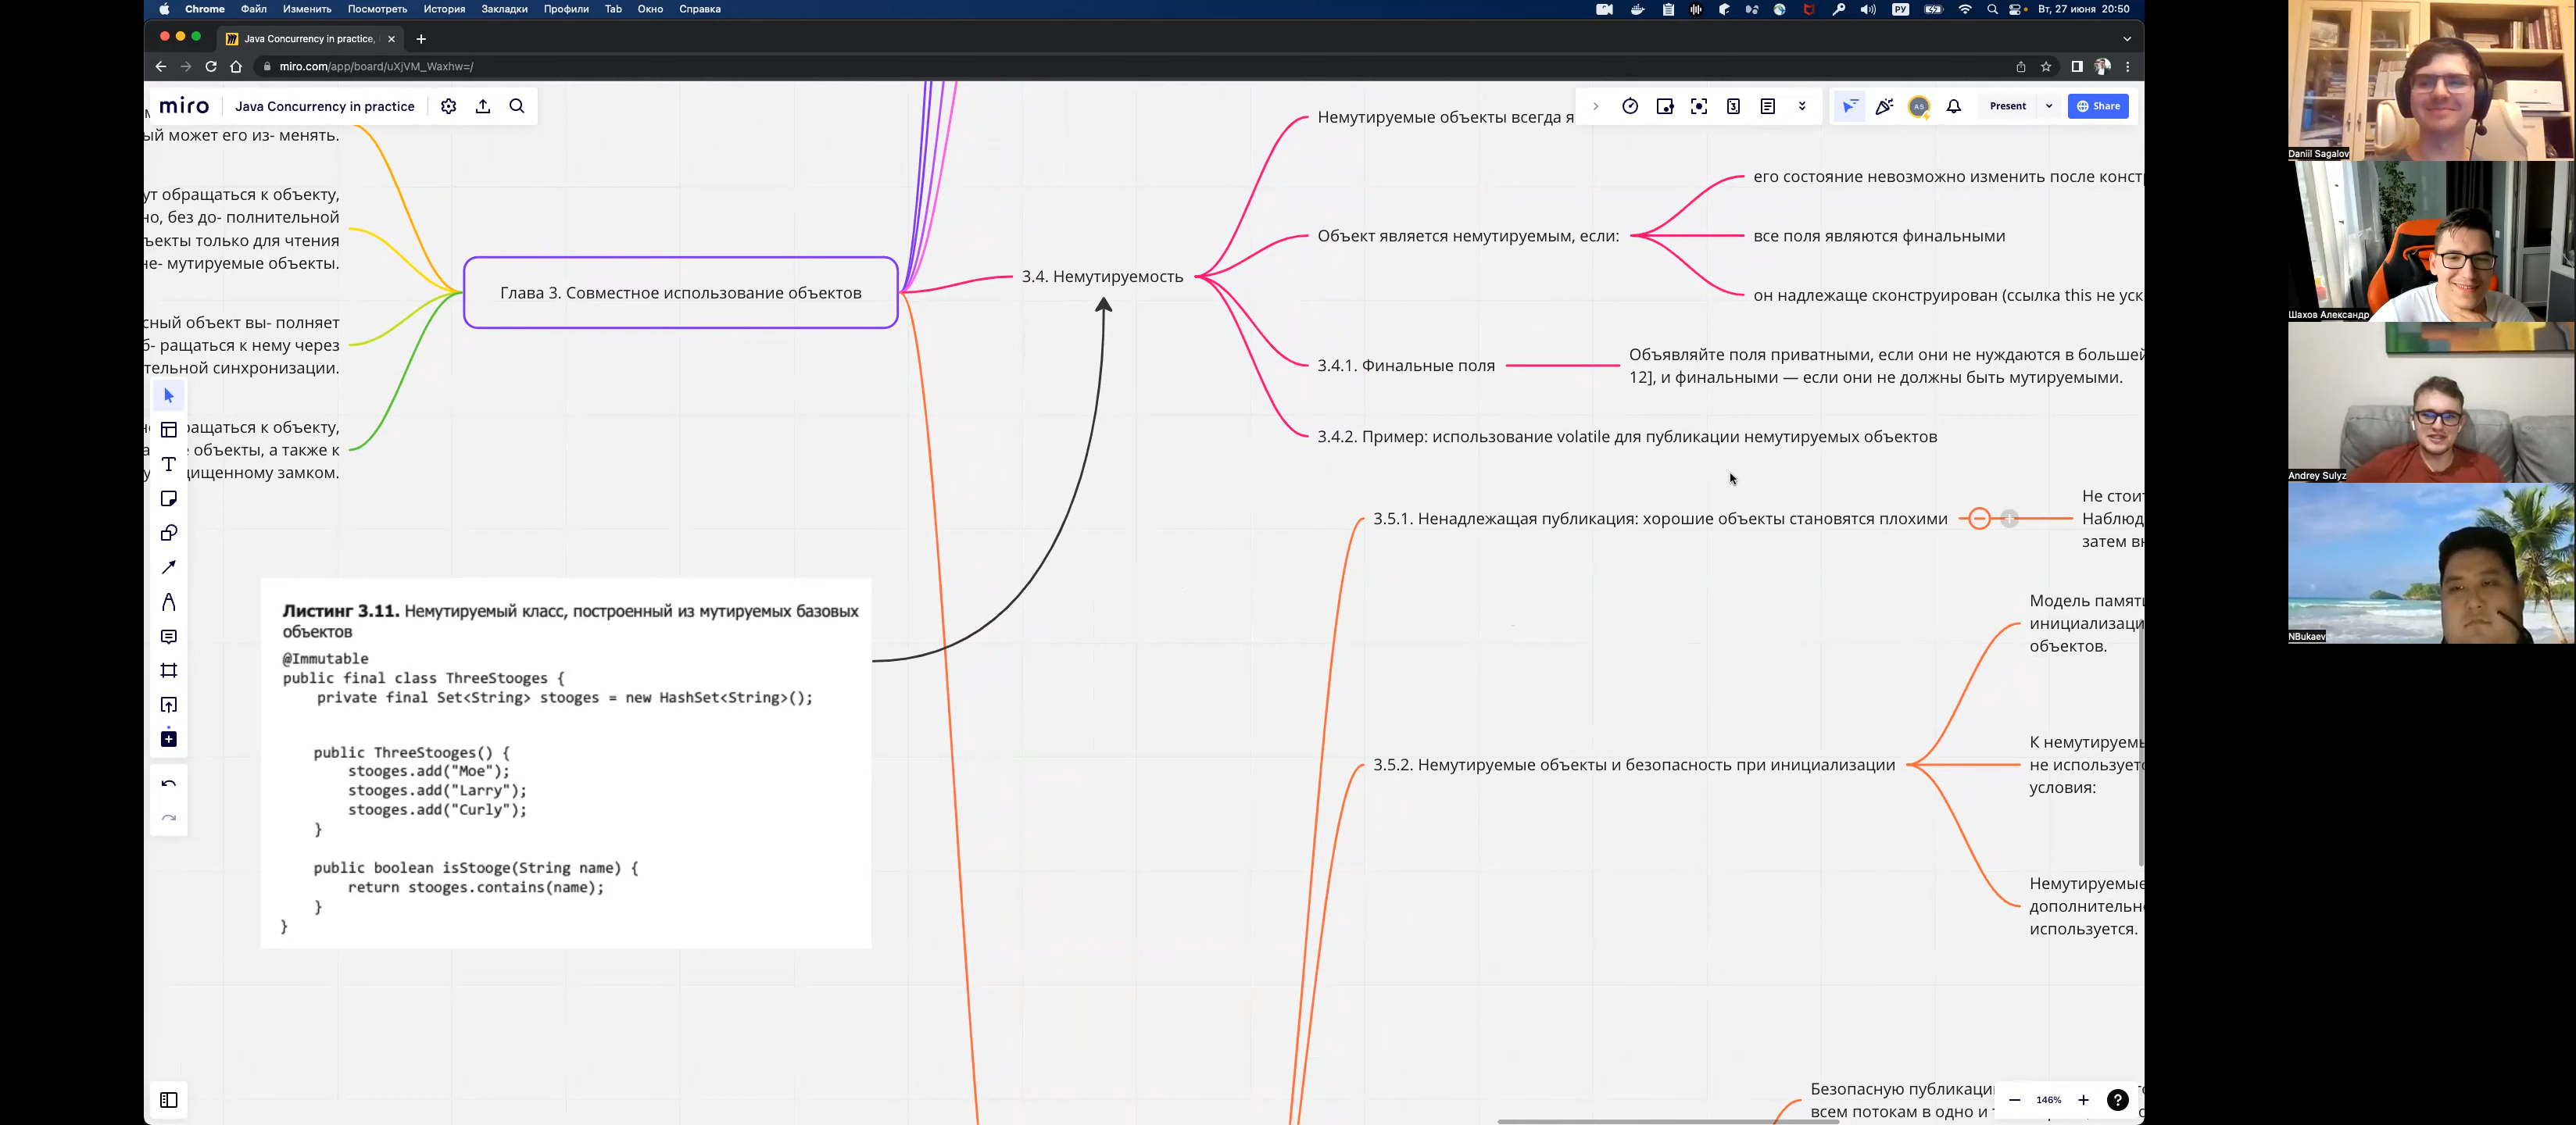 Chrome Файл Изменить Посмотреть История Закладки Профили Tab Окно Справка
РУ
Вт, 27 июня 20:50
Java Concurrency in practice,
miro.com/app/board/uXjVM_Waxhw=/
miro
Java Concurrency in practice
AS
Present
Share
ый может его из- менять.
ут обращаться к объекту,
но, без до- полнительной
ъекты только для чтения
не- мутируемые объекты.
сный объект вы- полняет
б- ращаться к нему через
тельной синхронизации.
ращаться к объекту,
е объекты, а также к
щищенному замком.
Глава 3. Совместное использование объектов
3.4. Немутируемость
Немутируемые объекты всегда я
Объект является немутируемым, если:
его состояние невозможно изменить после конст
все поля являются финальными
он надлежаще сконструирован (ссылка this не уск
3.4.1. Финальные поля
Объявляйте поля приватными, если они не нуждаются в большей
12], и финальными — если они не должны быть мутируемыми.
3.4.2. Пример: использование volatile для публикации немутируемых объектов
3.5.1. Ненадлежащая публикация: хорошие объекты становятся плохими
Не стоит
Наблюд
затем вн
3.5.2. Немутируемые объекты и безопасность при инициализации
Модель памят
инициализаци
объектов.
К немутируемы
не используетс
условия:
Немутируемые
дополнительн
используется.
Безопасную публикаци
всем потокам в одно и т
Листинг 3.11. Немутируемый класс, построенный из мутируемых базовых
объектов
@Immutable
public final class ThreeStooges {
private final Set<String> stooges = new HashSet<String>();
public ThreeStooges() {
stooges.add("Moe");
stooges.add("Larry");
stooges.add("Curly");
}
public boolean isStooge(String name) {
return stooges.contains(name);
}
}
146%
Daniil Sagalov
Шахов Александр
Andrey Sulyz
NBukaev